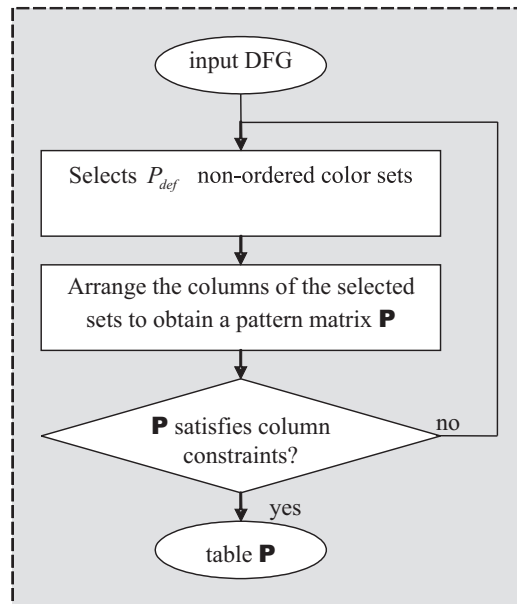 input DFG
Selects P_def non-ordered color sets
Arrange the columns of the selected
sets to obtain a pattern matrix P
P satisfies column
constraints?
no
yes
table P